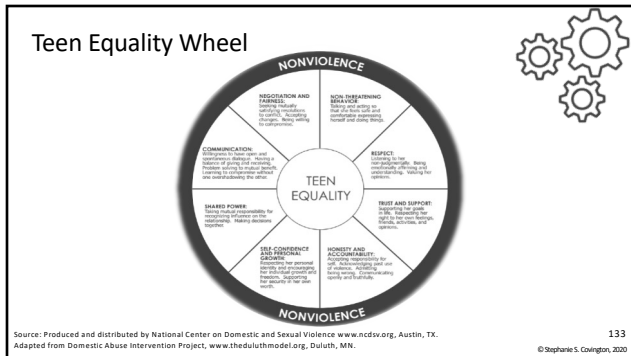 Teen Equality Wheel
NONVIOLENCE
NEGOTIATION AND
FAIRNESS:
Seeking mutually
satisfying resolutions
to conflict. Accepting
changes. Being willing
to compromise.
NON-THREATENING
BEHAVIOR:
Talking and acting so
that she feels safe and
comfortable expressing
herself and doing things.
COMMUNICATION:
Willingness to have open and
spontaneous dialogue. Having a
balance of giving and receiving.
Problem solving to mutual benefit.
Learning to compromise without
one overshadowing the other.
RESPECT:
Listening to her
non-judgmentally. Being
emotionally affirming and
understanding. Valuing her
opinions.
TEEN
EQUALITY
SHARED POWER:
Taking mutual responsibility for
recognizing influence on the
relationship. Making decisions
together.
TRUST AND SUPPORT:
Supporting her goals
in life. Respecting her
right to her own feelings,
friends, activities, and
opinions.
SELF-CONFIDENCE
AND PERSONAL
GROWTH:
Respecting her personal
identity and encouraging
her individual growth and
freedom. Supporting
her security in her own
worth.
HONESTY AND
ACCOUNTABILITY:
Accepting responsibility for
self. Acknowledging past use
of violence. Admitting
being wrong. Communicating
openly and truthfully.
NONVIOLENCE
Source: Produced and distributed by National Center on Domestic and Sexual Violence www.ncdsv.org, Austin, TX.
Adapted from Domestic Abuse Intervention Project, www.theduluthmodel.org, Duluth, MN.
133
© Stephanie S. Covington, 2020